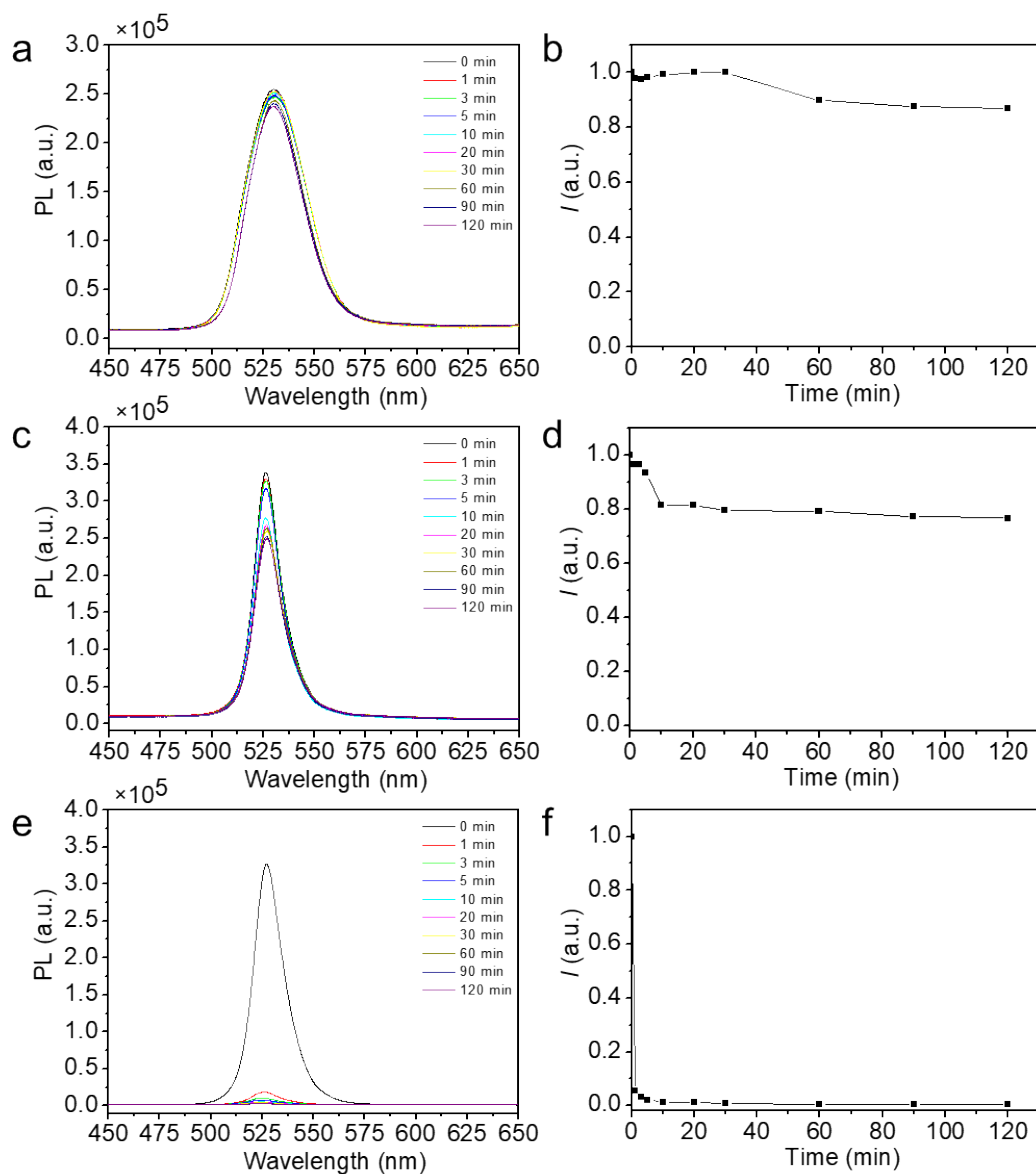 a
×10⁵
3.0
2.5
2.0
1.5
1.0
0.5
0.0
PL (a.u.)
0 min
1 min
3 min
5 min
10 min
20 min
30 min
60 min
90 min
120 min
450 475 500 525 550 575 600 625 650
Wavelength (nm)
b
1.0
0.8
0.6
0.4
0.2
0.0
I (a.u.)
0 20 40 60 80 100 120
Time (min)
c
×10⁵
4.0
3.5
3.0
2.5
2.0
1.5
1.0
0.5
0.0
PL (a.u.)
0 min
1 min
3 min
5 min
10 min
20 min
30 min
60 min
90 min
120 min
450 475 500 525 550 575 600 625 650
Wavelength (nm)
d
1.0
0.8
0.6
0.4
0.2
0.0
I (a.u.)
0 20 40 60 80 100 120
Time (min)
e
×10⁵
4.0
3.5
3.0
2.5
2.0
1.5
1.0
0.5
0.0
PL (a.u.)
0 min
1 min
3 min
5 min
10 min
20 min
30 min
60 min
90 min
120 min
450 475 500 525 550 575 600 625 650
Wavelength (nm)
f
1.0
0.8
0.6
0.4
0.2
0.0
I (a.u.)
0 20 40 60 80 100 120
Time (min)